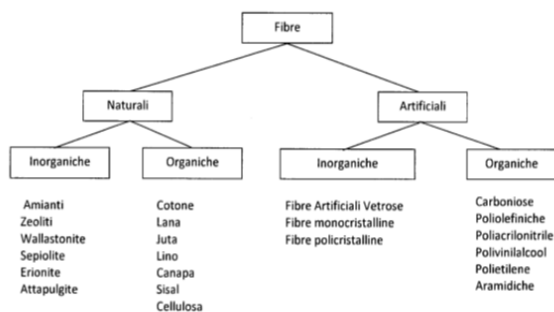 Fibre
Naturali
Artificiali
Inorganiche
Organiche
Inorganiche
Organiche
Amianti
Zeoliti
Wallastonite
Sepiolite
Erionite
Attapulgite
Cotone
Lana
Juta
Lino
Canapa
Sisal
Cellulosa
Fibre Artificiali Vetrose
Fibre monocristalline
Fibre policristalline
Carboniose
Poliolefiniche
Poliacrilonitrile
Polivinilalcool
Polietilene
Aramidiche